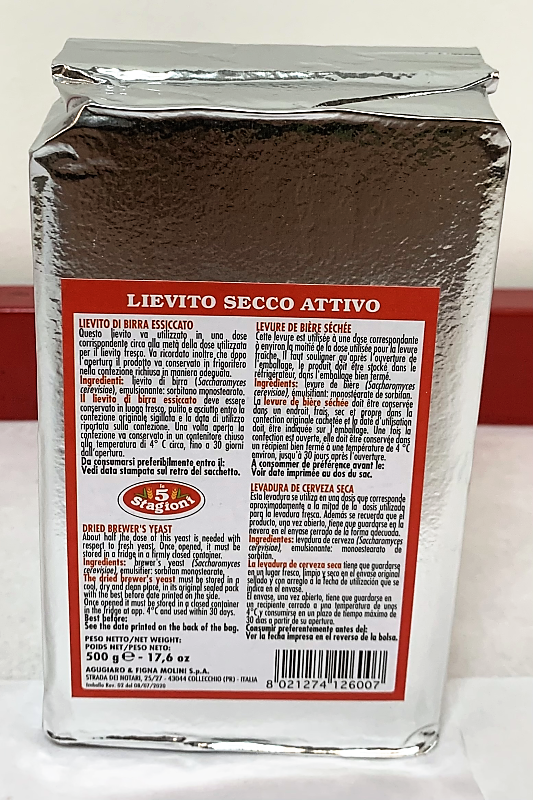 LIEVITO SECCO ATTIVO
LIEVITO DI BIRRA ESSICCATO
Questo lievito va utilizzato in una dose
corrispondente circa alla metà della dose utilizzata
per il lievito fresco. Va ricordato inoltre che dopo
l'apertura il prodotto va conservato in frigorifero
nella confezione richiusa in maniera adeguata.
Ingredienti: lievito di birra (Saccharomyces
cerevisiae), emulsionante: sorbitano monostearato.
Il lievito di birra essiccato deve essere
conservato in luogo fresco, pulito e asciutto entro la
confezione originale sigillata e la data di utilizzo
riportata sulla confezione. Una volta aperta la
confezione va conservato in un contenitore chiuso
alla temperatura di 4° C circa, fino a 30 giorni
dall'apertura.
Da consumarsi preferibilmente entro il:
Vedi data stampata sul retro del sacchetto.
le
5
Stagioni
DRIED BREWER'S YEAST
About half the dose of this yeast is needed with
respect to fresh yeast. Once opened, it must be
stored in a fridge in a firmly closed container.
Ingredients: brewer's yeast (Saccharomyces
cerevisiae), emulsifier: sorbilan monostearate.
The dried brewer's yeast must be stored in a
cool, dry and clean place, in its original sealed pack
with the best before date printed on the side.
Once opened it must be stored in a closed container
in the fridge at app. 4°C and used within 30 days.
Best before:
See the date printed on the back of the bag.
PESO NETTO/NET WEIGHT:
POIDS NET/PESO NETO:
500 g ℮ - 17,6 oz
AGUGIARO & FIGNA MOLINI S.p.A.
STRADA DEI NOTARI, 25/27 - 43044 COLLECCHIO (PR) - ITALIA
Imballo Rev. 02 del 08/07/2020
LEVURE DE BIÈRE SÉCHÉE
Cette levure est utilisée à une dose correspondante
à environ la moitié de la dose utilisée pour la levure
fraîche. Il faut souligner qu'après l'ouverture de
l'emballage, le produit doit être stocké dans le
réfrigérateur, dans l'emballage bien fermé.
Ingrédients: levure de bière (Saccharomyces
cerevisiae), émulsifiant: monostéarate de sorbitan.
La levure de bière séchée doit être conservée
dans un endroit frais, sec et propre dans la
confection originale cachetée et la date d'utilisation
doit être indiquée sur l'emballage. Une fois la
confection est ouverte, elle doit être conservée dans
un récipient bien fermé à une température de 4 °C
environ, jusqu'à 30 jours après l'ouverture.
A consommer de préférence avant le:
Voir date imprimée au dos du sac.
LEVADURA DE CERVEZA SECA
Esta levadura se utiliza en una dosis que corresponde
aproximadamente a la mitad de la dosis utilizada
para la levadura fresca. Además se recuerda que el
producto, una vez abierto, tiene que guardarse en la
nevera en el envase cerrado de la forma adecuada.
Ingredientes: levadura de cerveza (Saccharomyces
cerevisiae), emulsionante: monoestearato de
sorbitán.
La levadura de cerveza seca tiene que guardarse
en un lugar fresco, limpio y seco en el envase original
sellado y con arreglo a la fecha de utilización que se
indica en el envase.
El envase, una vez abierto, tiene que guardarse en
un recipiente cerrado a una temperatura de unos
4°C y consumirse en un plazo de tiempo máximo de
30 días a partir de su apertura.
Consumir preferentemente antes del:
Ver la fecha impresa en el reverso de la bolsa.
8 021274 126007